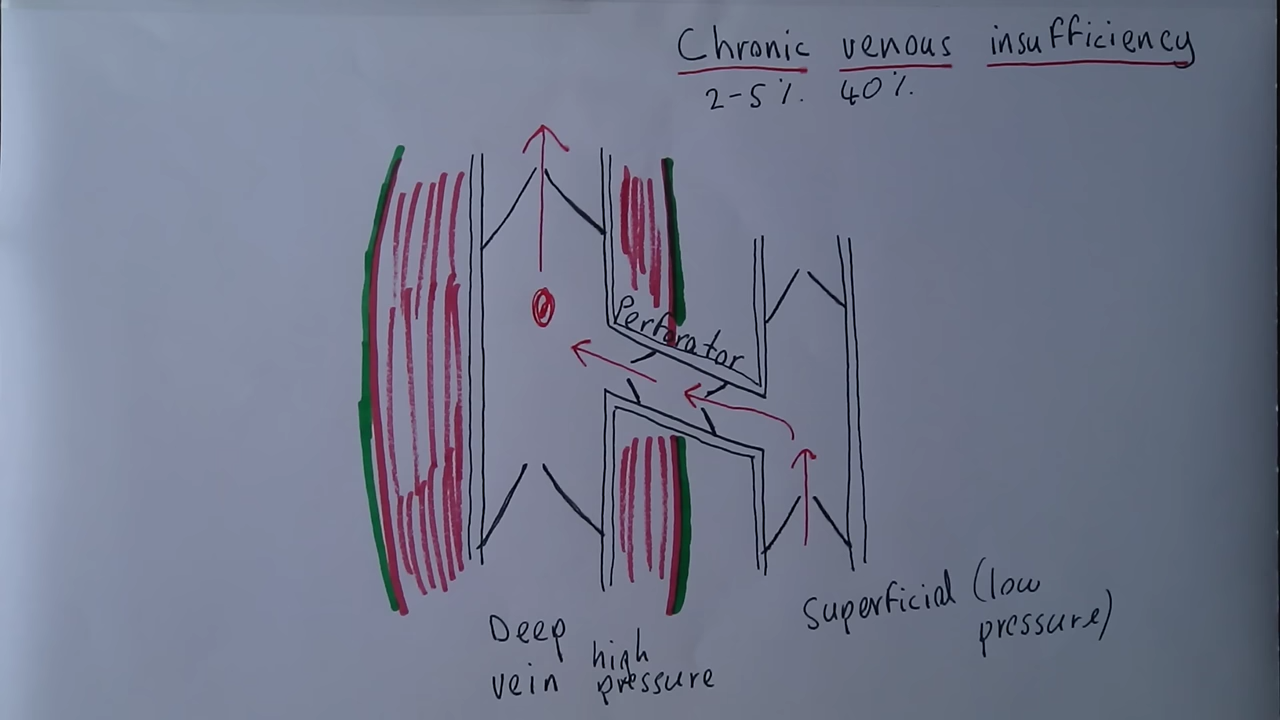 Chronic venous insufficiency
2-5%. 40%.
Perforator
Deep
vein high
pressure
Superficial (low
pressure)